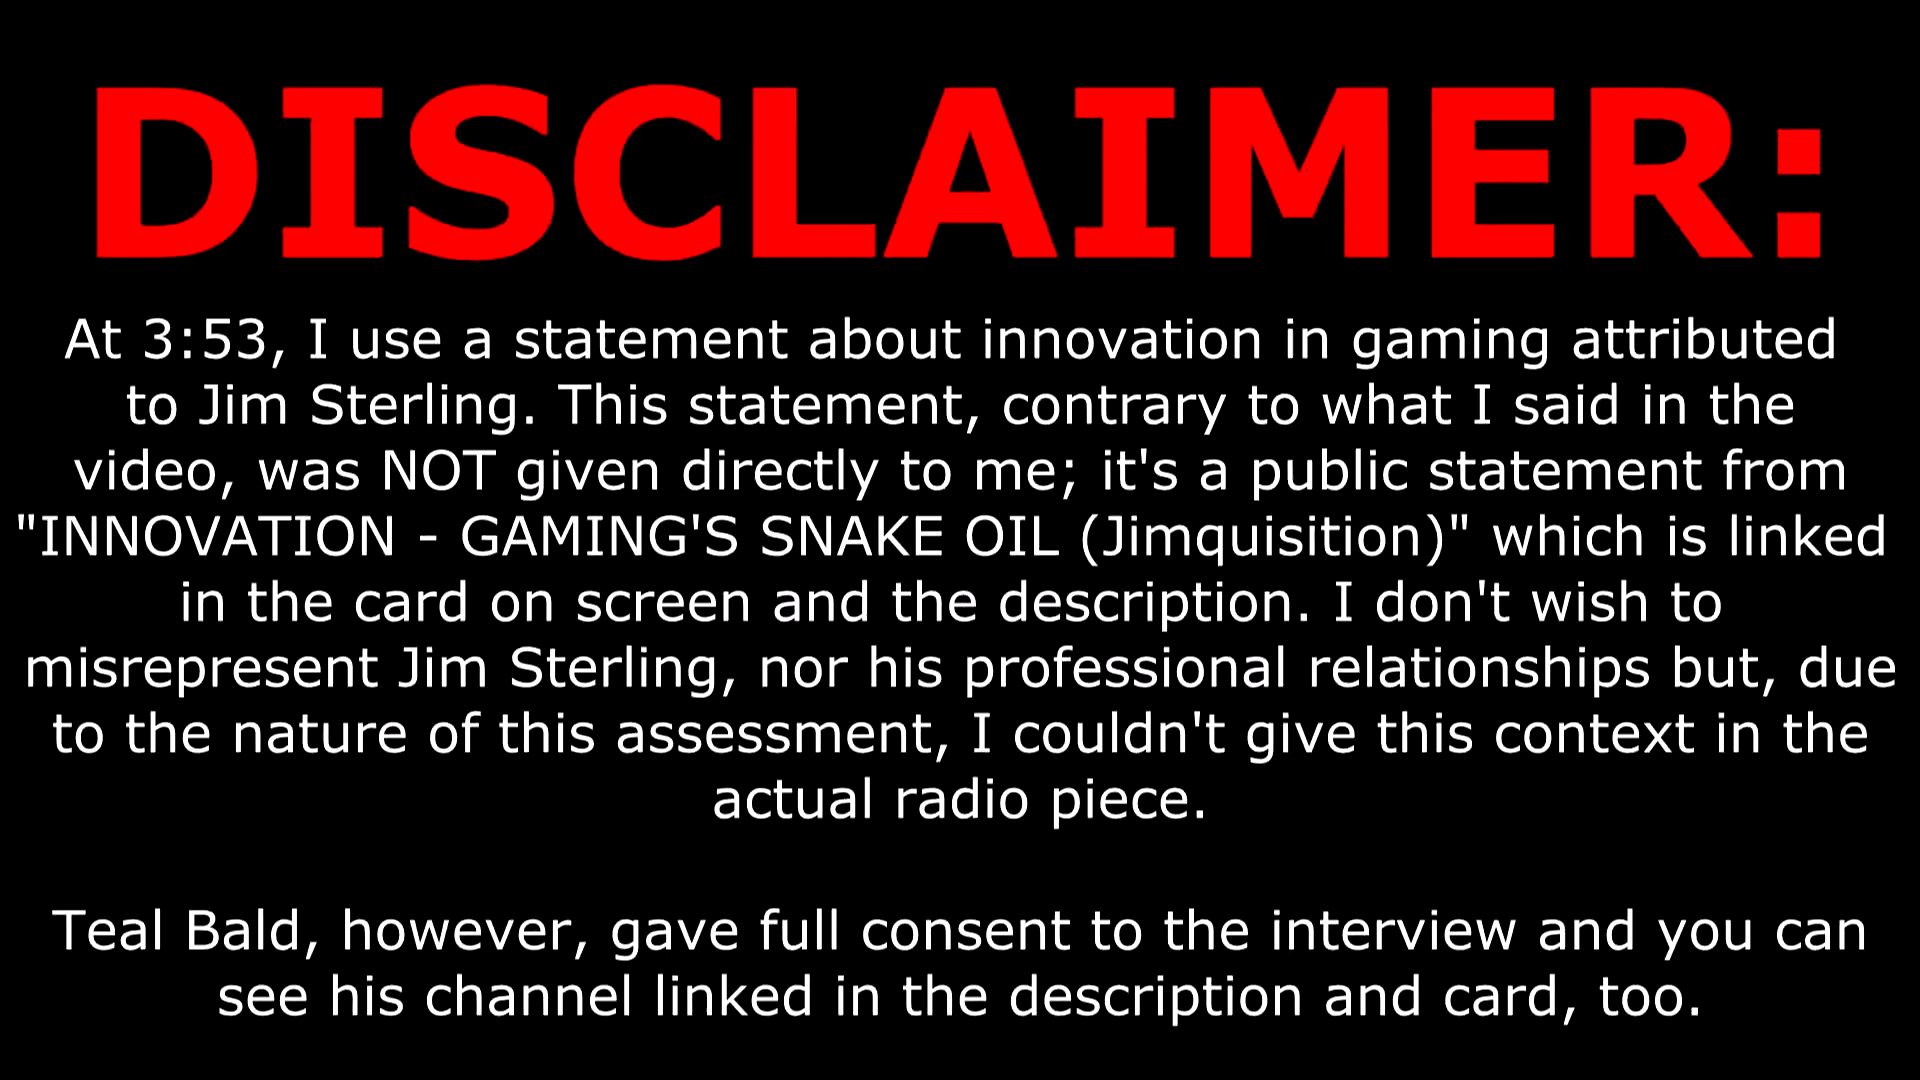 DISCLAIMER:
At 3:53, I use a statement about innovation in gaming attributed
to Jim Sterling. This statement, contrary to what I said in the
video, was NOT given directly to me; it's a public statement from
"INNOVATION - GAMING'S SNAKE OIL (Jimquisition)" which is linked
in the card on screen and the description. I don't wish to
misrepresent Jim Sterling, nor his professional relationships but, due
to the nature of this assessment, I couldn't give this context in the
actual radio piece.
Teal Bald, however, gave full consent to the interview and you can
see his channel linked in the description and card, too.